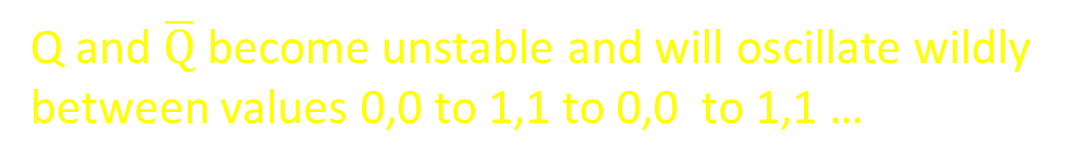 Q and Q̅ become unstable and will oscillate wildly
between values 0,0 to 1,1 to 0,0  to 1,1 ...